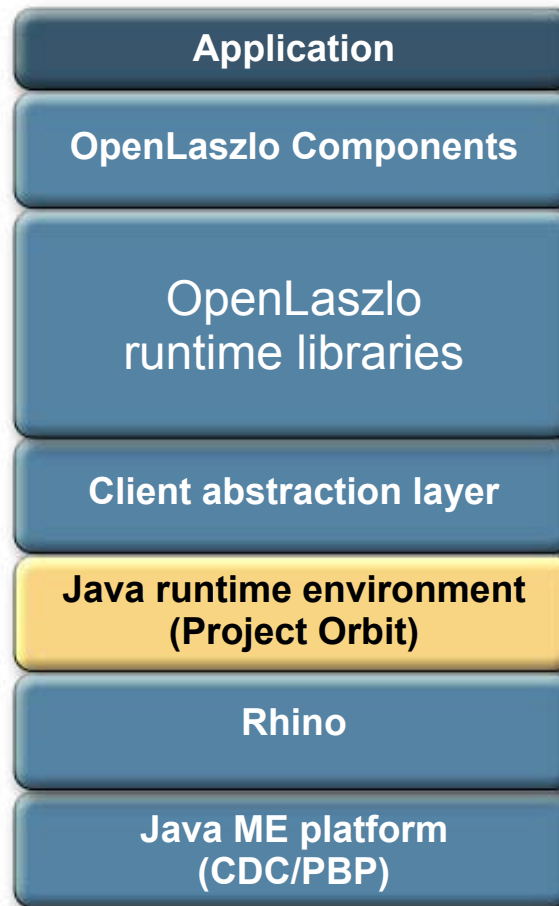 Application
OpenLaszlo Components
OpenLaszlo
runtime libraries
Client abstraction layer
Java runtime environment
(Project Orbit)
Rhino
Java ME platform
(CDC/PBP)